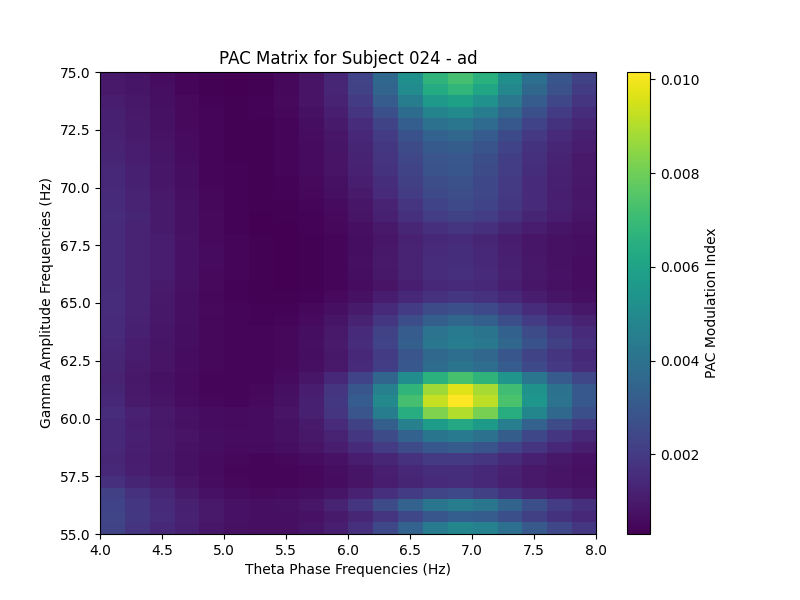 PAC Matrix for Subject 024 - ad
75.0
72.5
70.0
67.5
65.0
62.5
60.0
57.5
55.0
Gamma Amplitude Frequencies (Hz)
4.0 4.5 5.0 5.5 6.0 6.5 7.0 7.5 8.0
Theta Phase Frequencies (Hz)
0.010
0.008
0.006
0.004
0.002
PAC Modulation Index